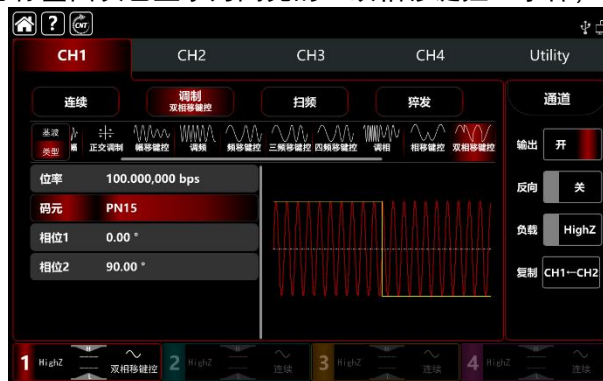 ? CNT
CH1 CH2 CH3 CH4 Utility
连续 调制 扫频 猝发 通道
双相移键控
基波
类型 正交调制 幅移键控 调频 频移键控 三频移键控 四频移键控 调相 相移键控 双相移键控
输出 开
位率 100.000,000 bps
反向 关
码元 PN15
相位1 0.00 °
负载 HighZ
相位2 90.00 °
复制 CH1←CH2
1 HighZ 双相移键控 2 HighZ 连续 3 HighZ 连续 4 HighZ 连续